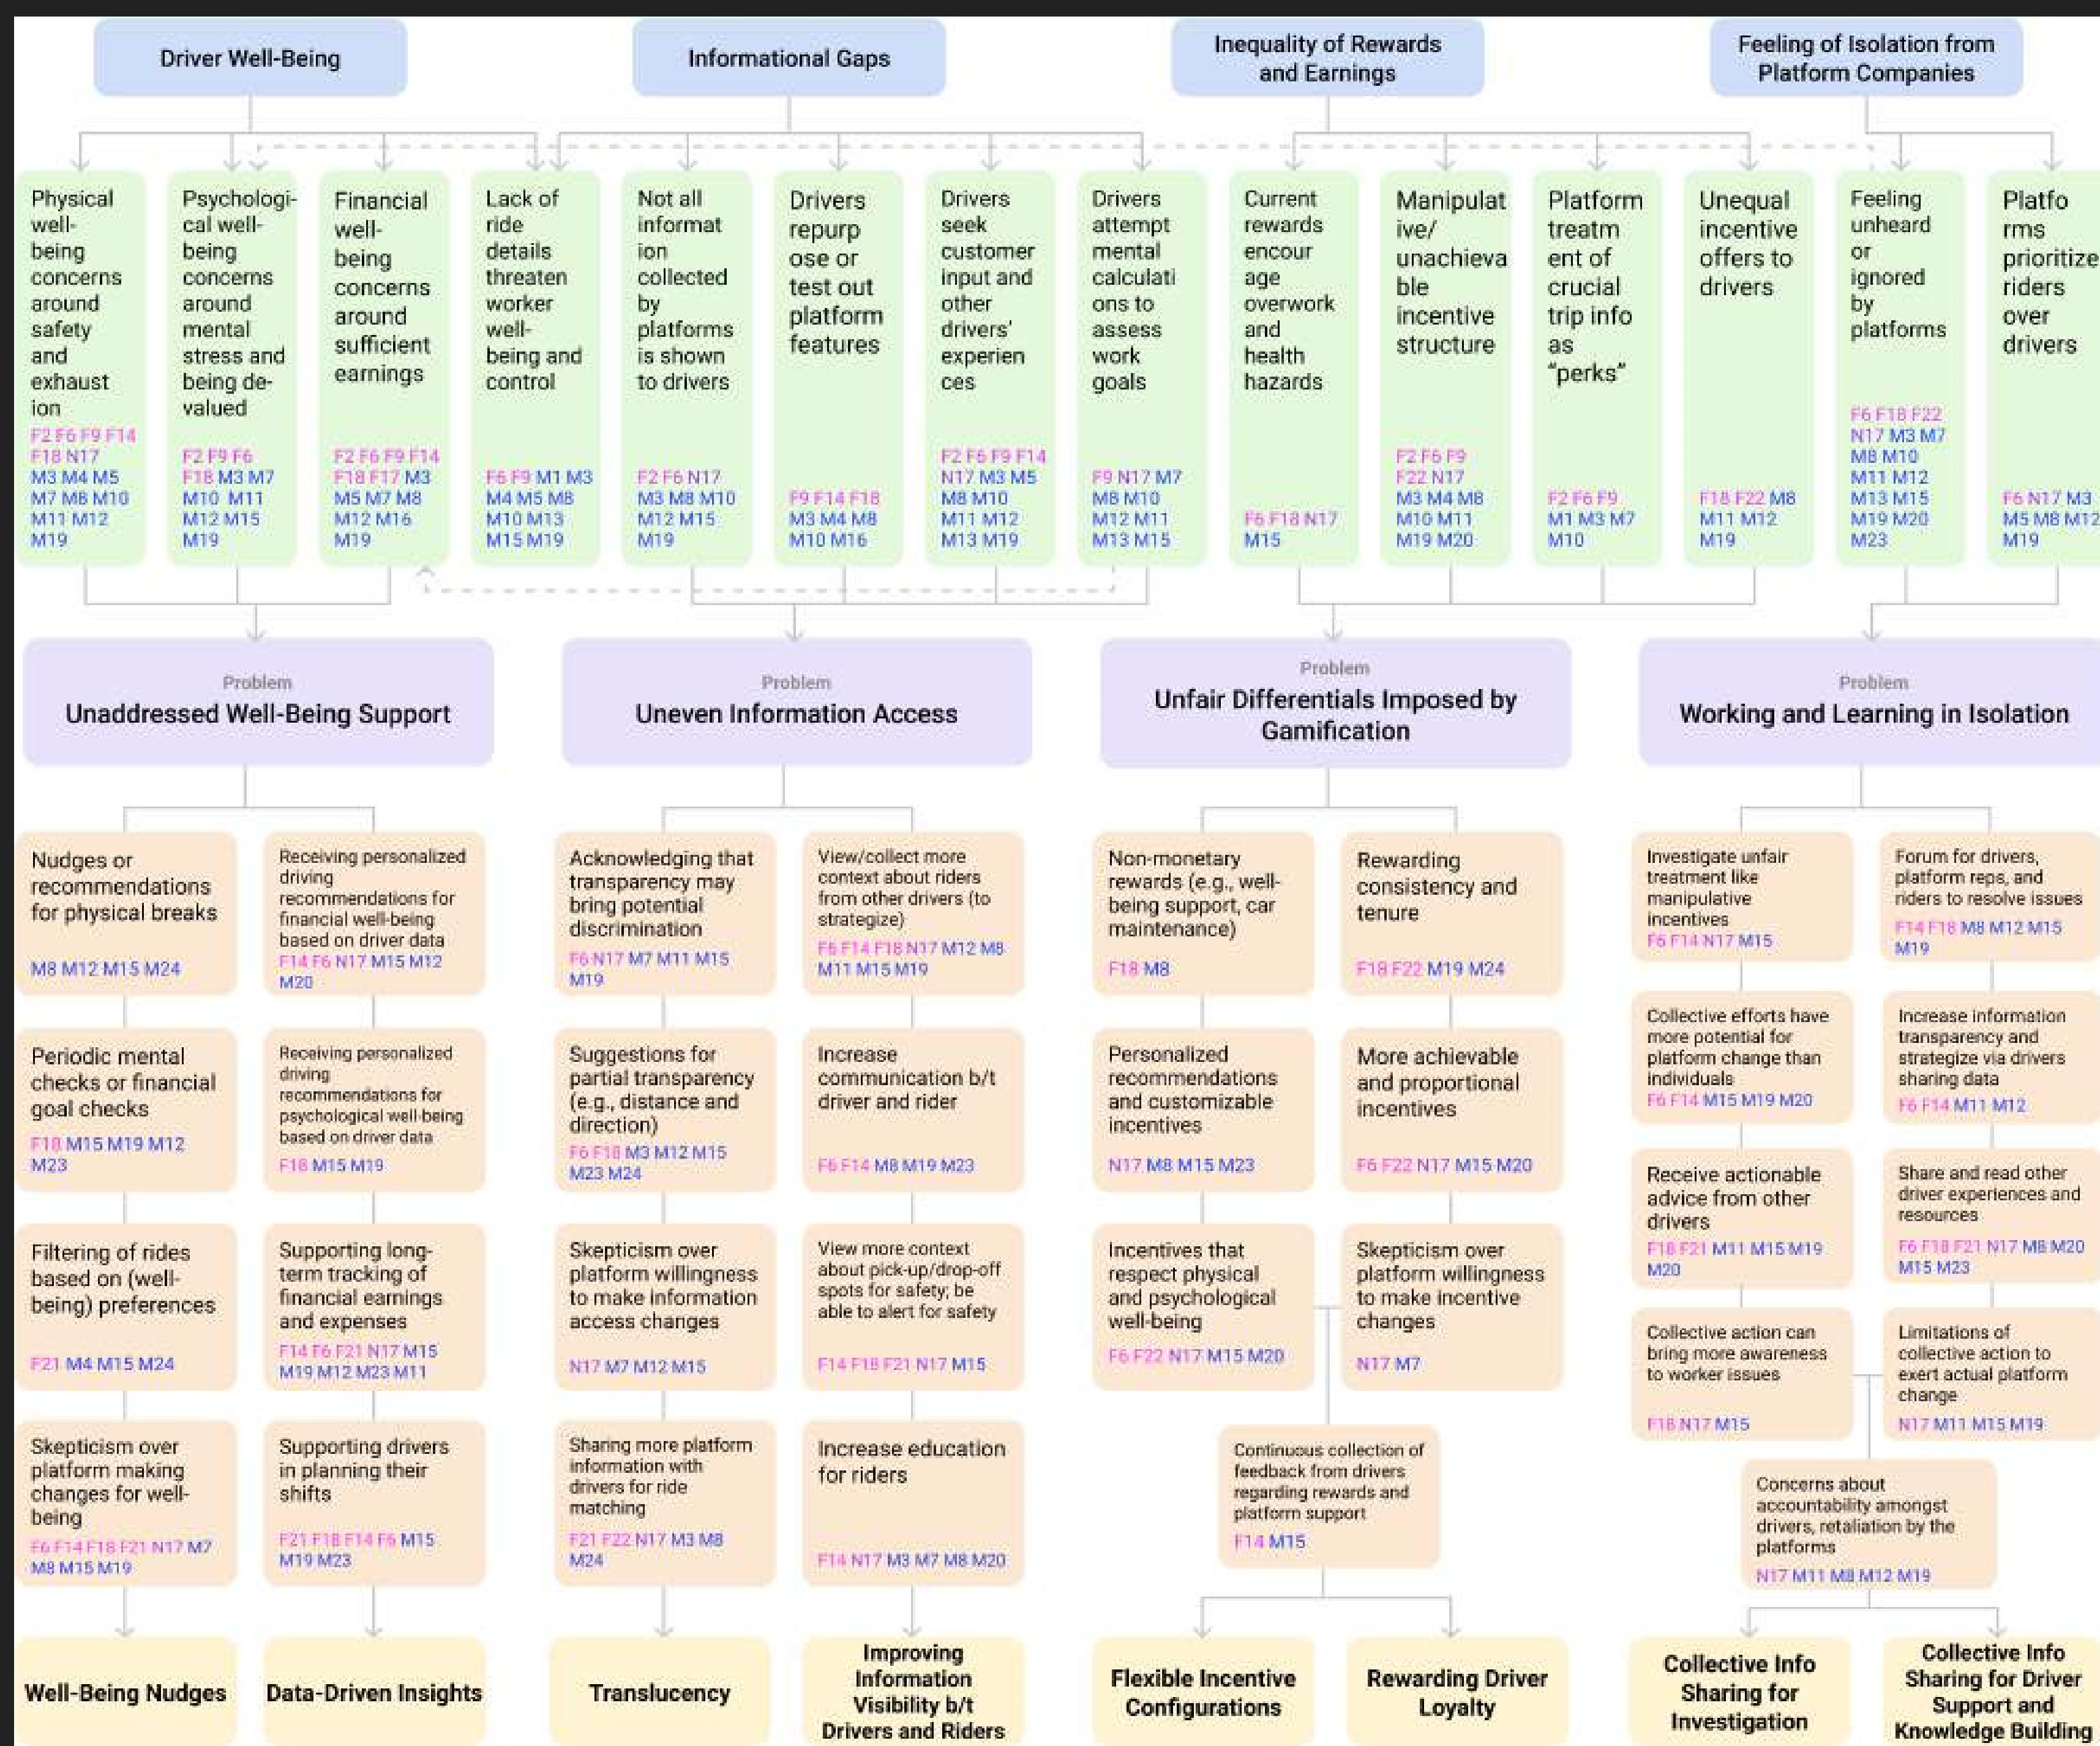 Driver Well-Being
Informational Gaps
Inequality of Rewards
and Earnings
Feeling of Isolation from
Platform Companies
Physical
well-
being
concerns
around
safety
and
exhaust
ion
F2 F6 F9 F14
F18 N17
M3 M4 M5
M7 M8 M10
M11 M12
M19
Psychologi-
cal well-
being
concerns
around
mental
stress and
being de-
valued
F2 F9 F6
F18 M3 M7
M10 M11
M12 M15
M19
Financial
well-
being
concerns
around
sufficient
earnings
F2 F6 F9 F14
F18 F17 M3
M5 M7 M8
M12 M16
M19
Lack of
ride
details
threaten
worker
well-
being and
control
F6 F9 M1 M3
M4 M5 M8
M10 M13
M15 M19
Not all
informat
ion
collected
by
platforms
is shown
to drivers
F2 F6 N17
M3 M8 M10
M12 M15
M19
Drivers
repurp
ose or
test out
platform
features
F9 F14 F18
M3 M4 M8
M10 M16
Drivers
seek
customer
input and
other
drivers'
experien
ces
F2 F6 F9 F14
N17 M3 M5
M8 M10
M11 M12
M13 M19
Drivers
attempt
mental
calculati
ons to
assess
work
goals
F9 N17 M7
M8 M10
M12 M11
M13 M15
Current
rewards
encour
age
overwork
and
health
hazards
F6 F18 N17
M15
Manipulat
ive/
unachieva
ble
incentive
structure
F2 F6 F9
F22 N17
M3 M4 M8
M10 M11
M19 M20
Platform
treatm
ent of
crucial
trip info
as
“perks”
F2 F6 F9
M1 M3 M7
M10
Unequal
incentive
offers to
drivers
F18 F22 M8
M11 M12
M19
Feeling
unheard
or
ignored
by
platforms
F6 F18 F22
N17 M3 M7
M8 M10
M11 M12
M13 M15
M19 M20
M23
Platfo
rms
prioritize
riders
over
drivers
F6 N17 M3
M5 M8 M12
M19
Problem
Unaddressed Well-Being Support
Problem
Uneven Information Access
Problem
Unfair Differentials Imposed by
Gamification
Problem
Working and Learning in Isolation
Nudges or
recommendations
for physical breaks
M8 M12 M15 M24
Periodic mental
checks or financial
goal checks
F18 M15 M19 M12
M23
Filtering of rides
based on (well-
being) preferences
F21 M4 M15 M24
Skepticism over
platform making
changes for well-
being
F6 F14 F18 F21 N17 M7
M8 M15 M19
Well-Being Nudges
Receiving personalized
driving
recommendations for
financial well-being
based on driver data
F14 F6 N17 M15 M12
M20
Receiving personalized
driving
recommendations for
psychological well-being
based on driver data
F18 M15 M19
Supporting long-
term tracking of
financial earnings
and expenses
F14 F6 F21 N17 M15
M19 M12 M23 M11
Supporting drivers
in planning their
shifts
F21 F18 F14 F6 M15
M19 M23
Data-Driven Insights
Acknowledging that
transparency may
bring potential
discrimination
F6 N17 M7 M11 M15
M19
Suggestions for
partial transparency
(e.g., distance and
direction)
F6 F18 M3 M12 M15
M23 M24
Skepticism over
platform willingness
to make information
access changes
N17 M7 M12 M15
Sharing more platform
information with
drivers for ride
matching
F21 F22 N17 M3 M8
M24
Translucency
View/collect more
context about riders
from other drivers (to
strategize)
F6 F14 F18 N17 M12 M8
M11 M15 M19
Increase
communication b/t
driver and rider
F6 F14 M8 M19 M23
View more context
about pick-up/drop-off
spots for safety; be
able to alert for safety
F14 F18 F21 N17 M15
Increase education
for riders
F14 N17 M3 M7 M8 M20
Improving
Information
Visibility b/t
Drivers and Riders
Non-monetary
rewards (e.g., well-
being support, car
maintenance)
F18 M8
Personalized
recommendations
and customizable
incentives
N17 M8 M15 M23
Incentives that
respect physical
and psychological
well-being
F6 F22 N17 M15 M20
Rewarding
consistency and
tenure
F18 F22 M19 M24
More achievable
and proportional
incentives
F6 F22 N17 M15 M20
Skepticism over
platform willingness
to make incentive
changes
N17 M7
Continuous collection of
feedback from drivers
regarding rewards and
platform support
F14 M15
Flexible Incentive
Configurations
Rewarding Driver
Loyalty
Investigate unfair
treatment like
manipulative
incentives
F6 F14 N17 M15
Collective efforts have
more potential for
platform change than
individuals
F6 F14 M15 M19 M20
Receive actionable
advice from other
drivers
F18 F21 M11 M15 M19
M20
Collective action can
bring more awareness
to worker issues
F18 N17 M15
Forum for drivers,
platform reps, and
riders to resolve issues
F14 F18 M8 M12 M15
M19
Increase information
transparency and
strategize via drivers
sharing data
F6 F14 M11 M12
Share and read other
driver experiences and
resources
F6 F18 F21 N17 M8 M20
M15 M23
Limitations of
collective action to
exert actual platform
change
N17 M11 M15 M19
Concerns about
accountability amongst
drivers, retaliation by the
platforms
N17 M11 M8 M12 M19
Collective Info
Sharing for
Investigation
Collective Info
Sharing for Driver
Support and
Knowledge Building